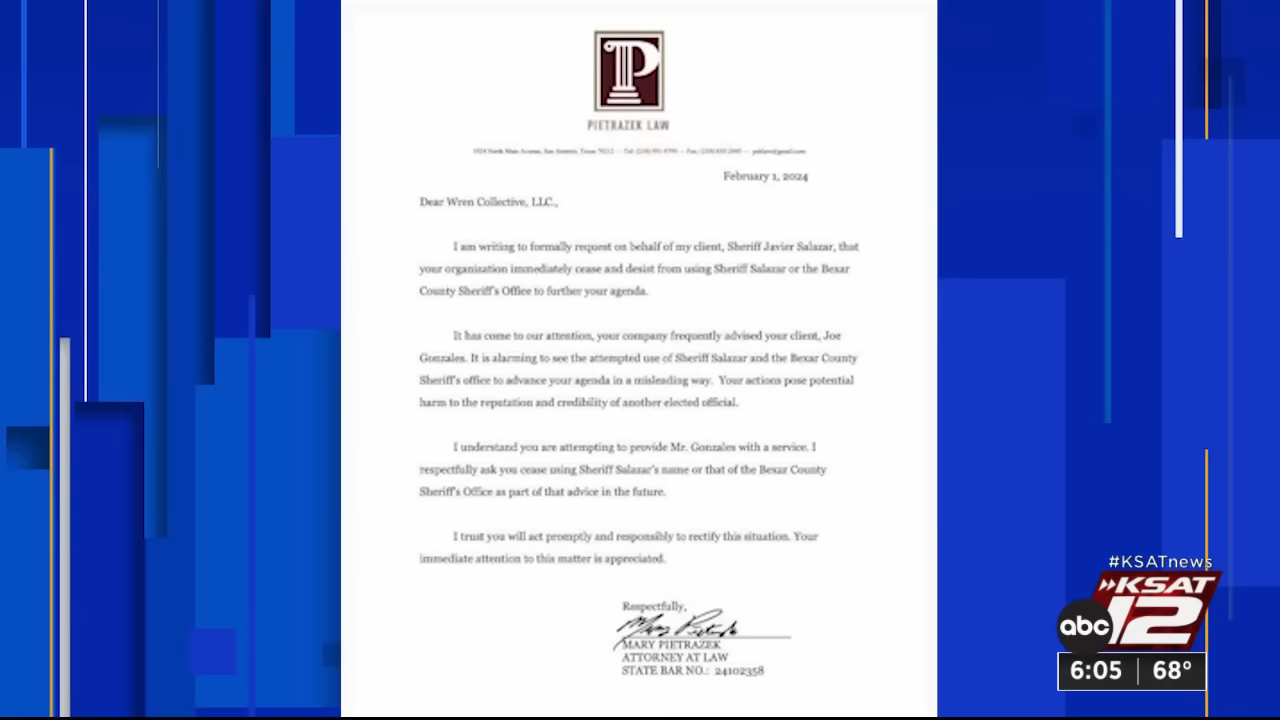 P
PIETRAZEK LAW
North Main Avenue, San Antonio, Texas
February 1, 2024
Dear Wren Collective, LLC.,
I am writing to formally request on behalf of my client, Sheriff Javier Salazar, that
your organization immediately cease and desist from using Sheriff Salazar or the Bexar
County Sheriff's Office to further your agenda.
It has come to our attention, your company frequently advised your client, Joe
Gonzales. It is alarming to see the attempted use of Sheriff Salazar and the Bexar County
Sheriff's office to advance your agenda in a misleading way. Your actions pose potential
harm to the reputation and credibility of another elected official.
I understand you are attempting to provide Mr. Gonzales with a service. I
respectfully ask you cease using Sheriff Salazar's name or that of the Bexar County
Sheriff's Office as part of that advice in the future.
I trust you will act promptly and responsibly to rectify this situation. Your
immediate attention to this matter is appreciated.
Respectfully,
MARY PIETRAZEK
ATTORNEY AT LAW
STATE BAR NO.: 24102358
#KSATnews
KSAT
abc 12
6:05 68°